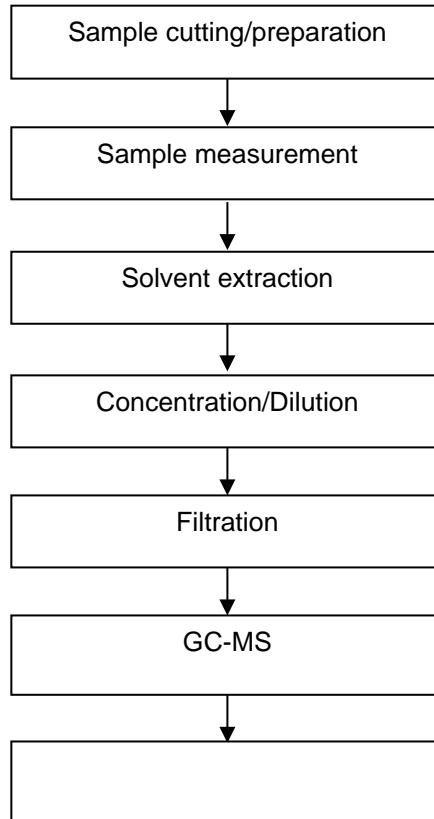 Sample cutting/preparation
Sample measurement
Solvent extraction
Concentration/Dilution
Filtration
GC-MS